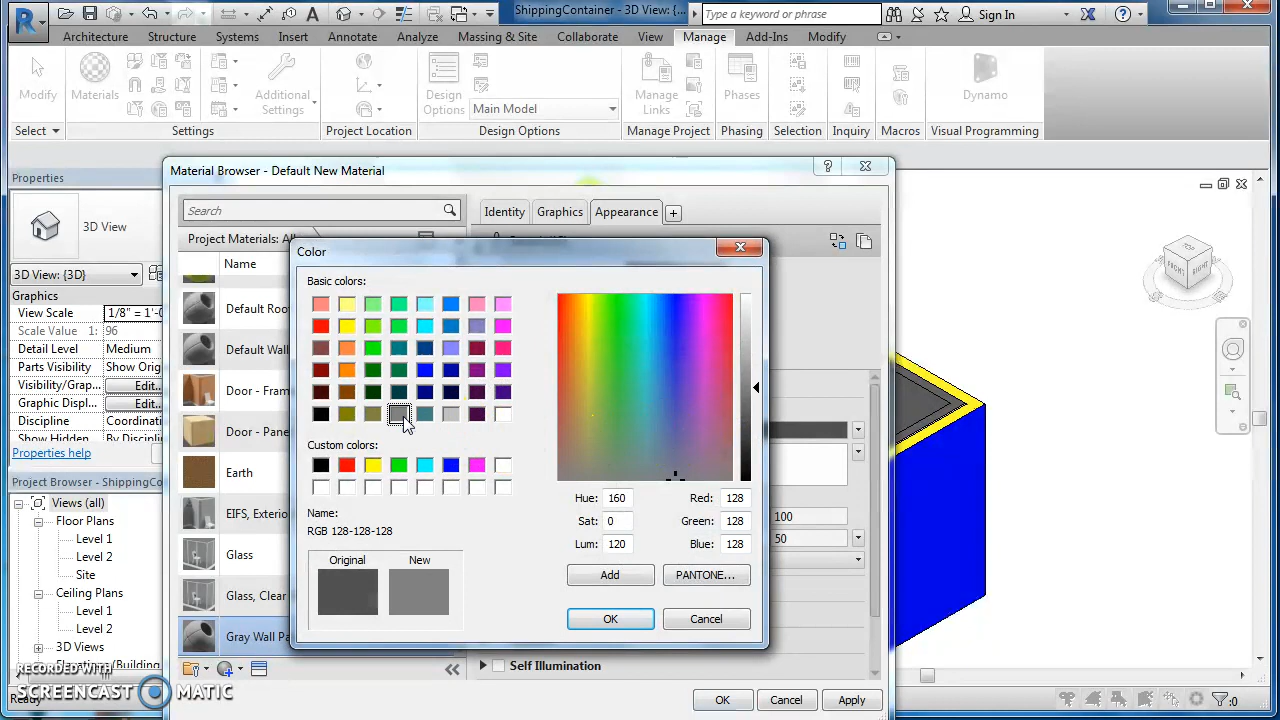 ShippingContainer - 3D View: {...
Type a keyword or phrase
Sign In
Architecture Structure Systems Insert Annotate Analyze Massing & Site Collaborate View Manage Add-Ins Modify
Modify
Materials
Additional
Settings
Design
Options
Main Model
Manage
Links
Phases
Dynamo
Select Settings Project Location Design Options Manage Project Phasing Selection Inquiry Macros Visual Programming
Properties
3D View
3D View: {3D}
Graphics
View Scale 1/8" = 1'-0
Scale Value 1: 96
Detail Level Medium
Parts Visibility Show Original
Visibility/Grap... Edit...
Graphic Displ... Edit...
Discipline Coordinati
Show Hidden By Discipline
Properties help
Project Browser - ShippingCo
Views (all)
Floor Plans
Level 1
Level 2
Site
Ceiling Plans
Level 1
Level 2
3D Views
RECORDED WITH
SCREENCAST MATIC
Ready
Material Browser - Default New Material
?
Search
Identity Graphics Appearance +
Project Materials: All
Name
Default Roo
Default Wall
Door - Fram
Door - Pane
Earth
EIFS, Exterio
Glass
Glass, Clear
Gray Wall Pa
100
50
Self Illumination
OK Cancel Apply
Color
Basic colors:
Custom colors:
Name:
RGB 128-128-128
Original New
Hue: 160 Red: 128
Sat: 0 Green: 128
Lum: 120 Blue: 128
Add PANTONE...
OK Cancel
TOP
FRONT
RIGHT
:0